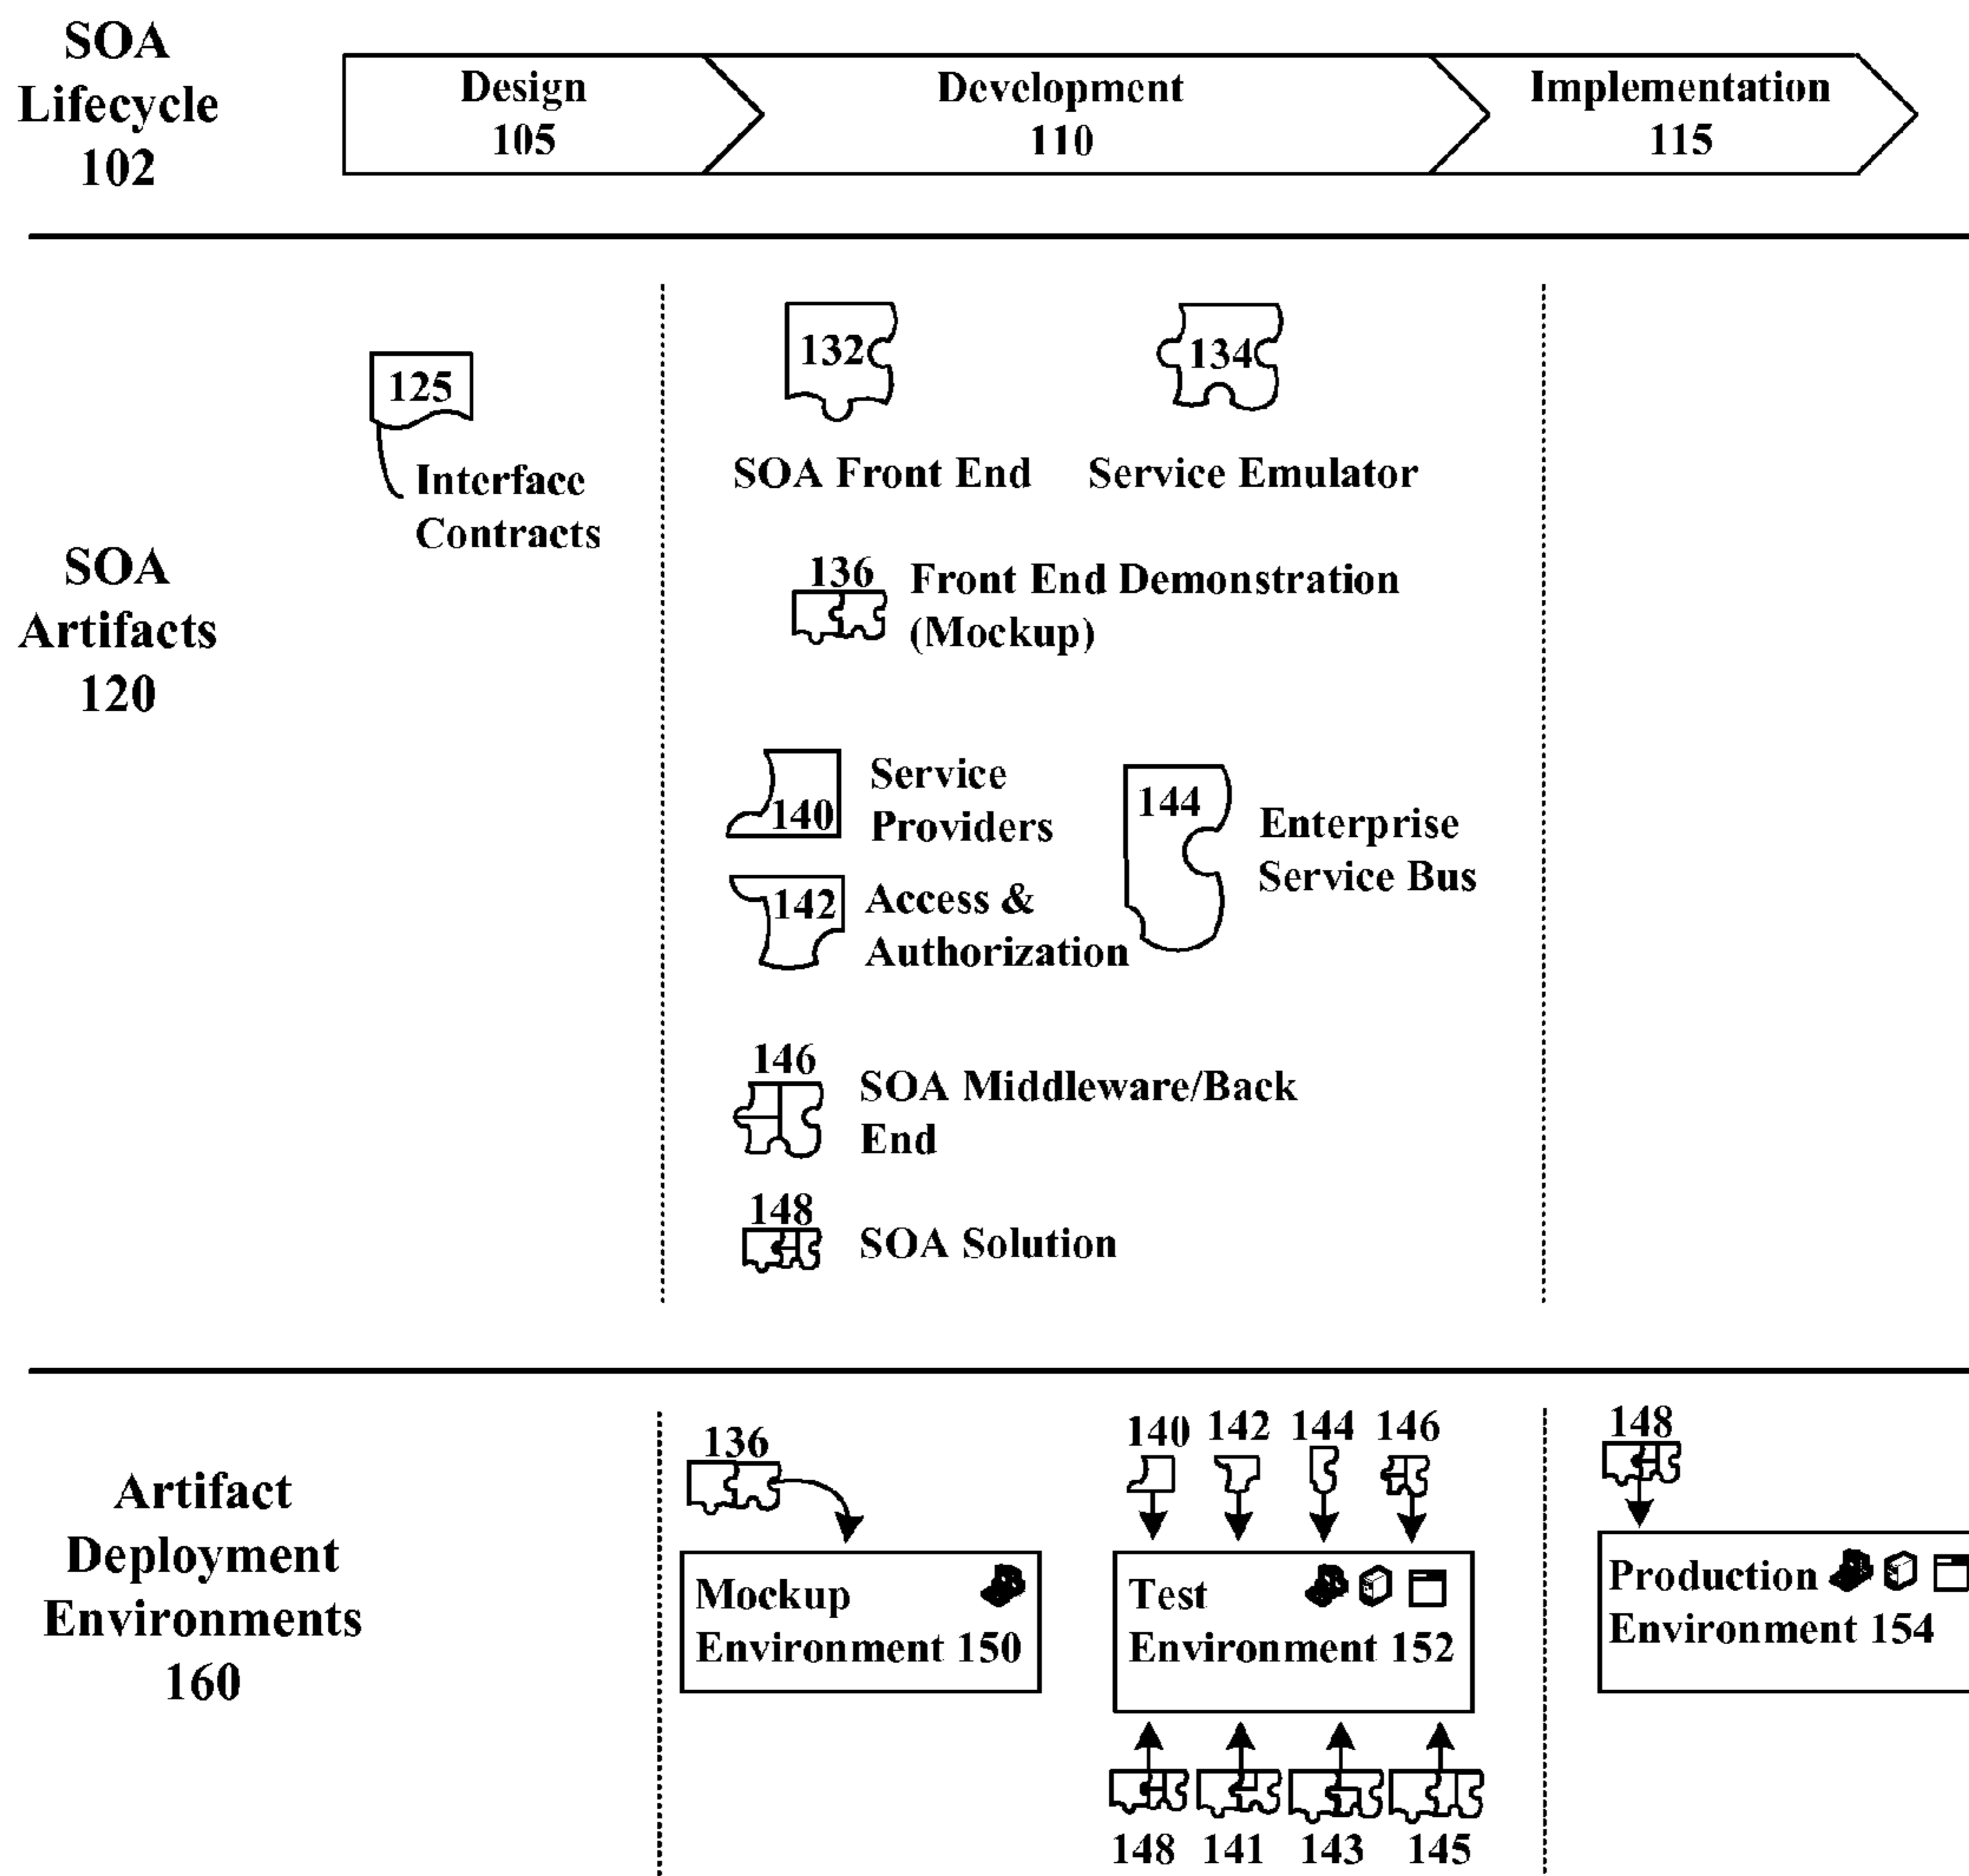 SOA
Lifecycle
102
Design
105
Development
110
Implementation
115
SOA
Artifacts
120
125
Interface
Contracts
132
SOA Front End
134
Service Emulator
136
Front End Demonstration
(Mockup)
140
Service
Providers
142
Access &
Authorization
144
Enterprise
Service Bus
146
SOA Middleware/Back
End
148
SOA Solution
Artifact
Deployment
Environments
160
136
Mockup
Environment 150
140 142 144 146
Test
Environment 152
148 141 143 145
148
Production
Environment 154